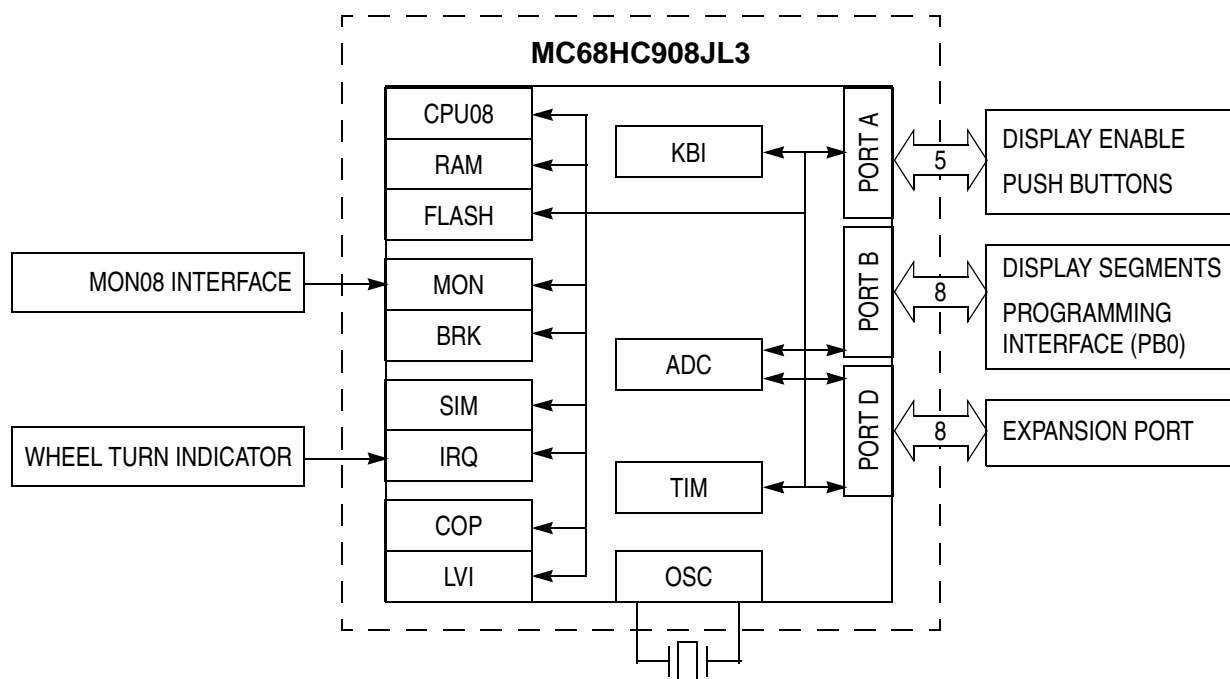 MC68HC908JL3
CPU08
RAM
FLASH
MON
BRK
SIM
IRQ
COP
LVI
MON08 INTERFACE
WHEEL TURN INDICATOR
KBI
ADC
TIM
OSC
PORT A
PORT B
PORT D
5
8
8
DISPLAY ENABLE
PUSH BUTTONS
DISPLAY SEGMENTS
PROGRAMMING
INTERFACE (PB0)
EXPANSION PORT